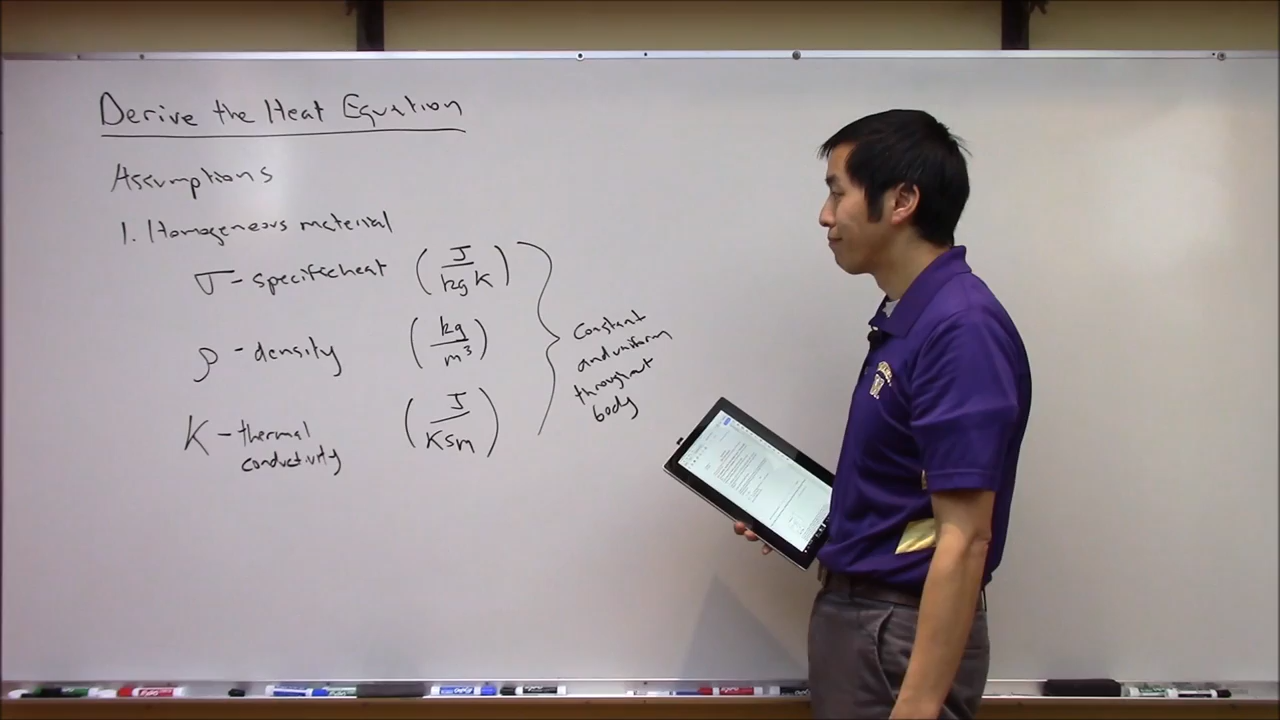 Derive the Heat Equation
Assumptions
1. Homogeneous material
σ - specific heat (J / kg K)
ρ - density (kg / m³)
K - thermal conductivity (J / K s m)
} Constant
and uniform
throughout
body